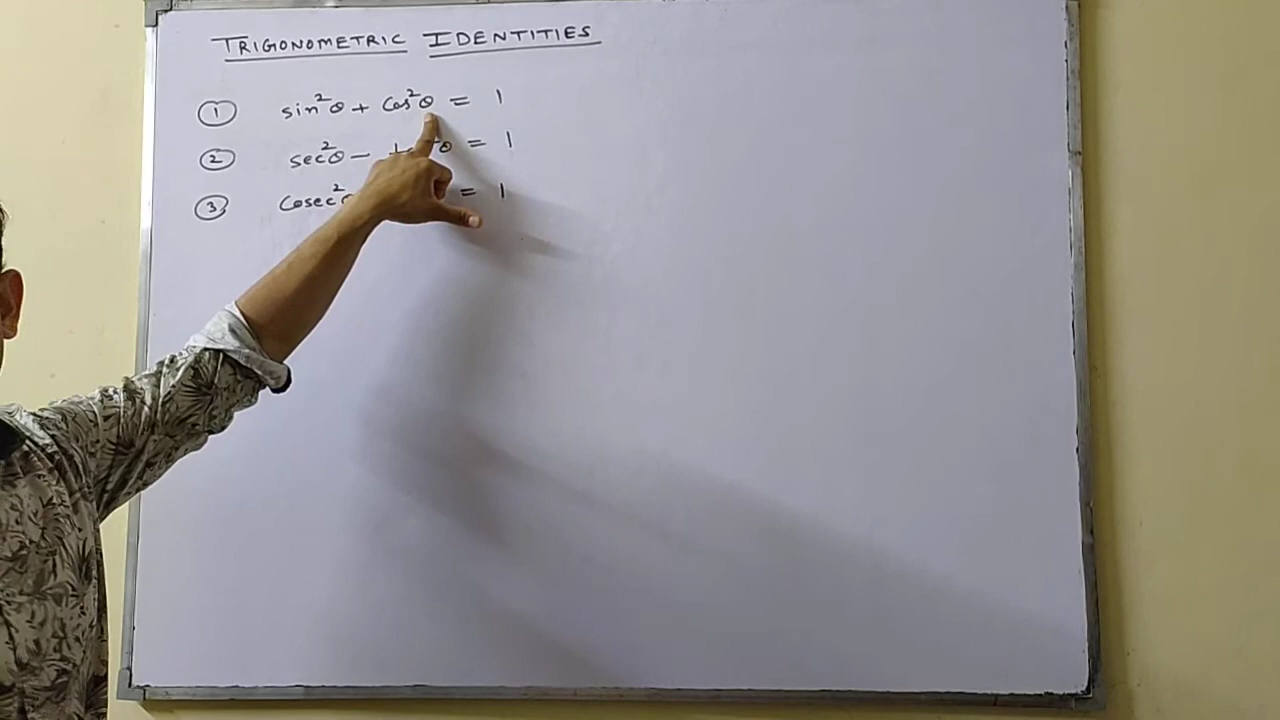 TRIGONOMETRIC IDENTITIES
① sin²θ + cos²θ = 1
② sec²θ − θ = 1
③ Cosec² = 1